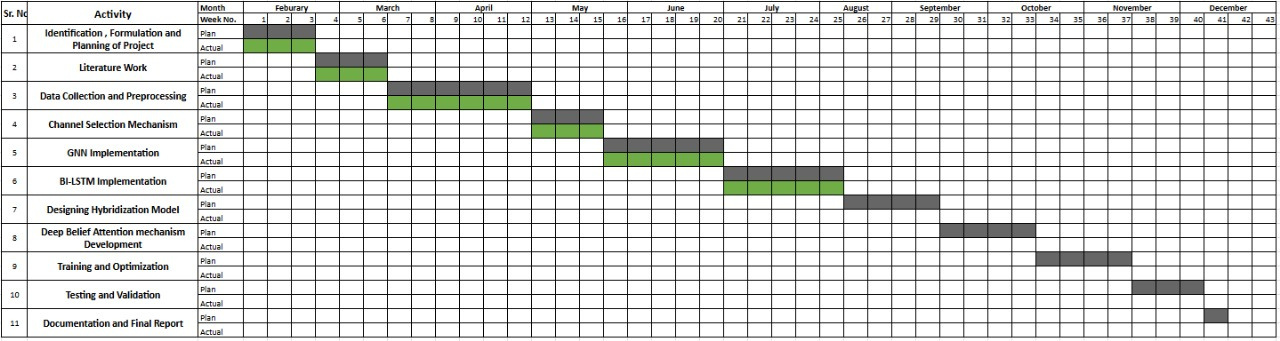 Sr. No Activity Month Feburary March April May June July August September October November December
Week No. 1 2 3 4 5 6 7 8 9 10 11 12 13 14 15 16 17 18 19 20 21 22 23 24 25 26 27 28 29 30 31 32 33 34 35 36 37 38 39 40 41 42 43
1 Identification , Formulation and Plan
Planning of Project Actual
2 Literature Work Plan
Actual
3 Data Collection and Preprocessing Plan
Actual
4 Channel Selection Mechanism Plan
Actual
5 GNN Implementation Plan
Actual
6 BI-LSTM Implementation Plan
Actual
7 Designing Hybridization Model Plan
Actual
8 Deep Belief Attention mechanism Plan
Development Actual
9 Training and Optimization Plan
Actual
10 Testing and Validation Plan
Actual
11 Documentation and Final Report Plan
Actual